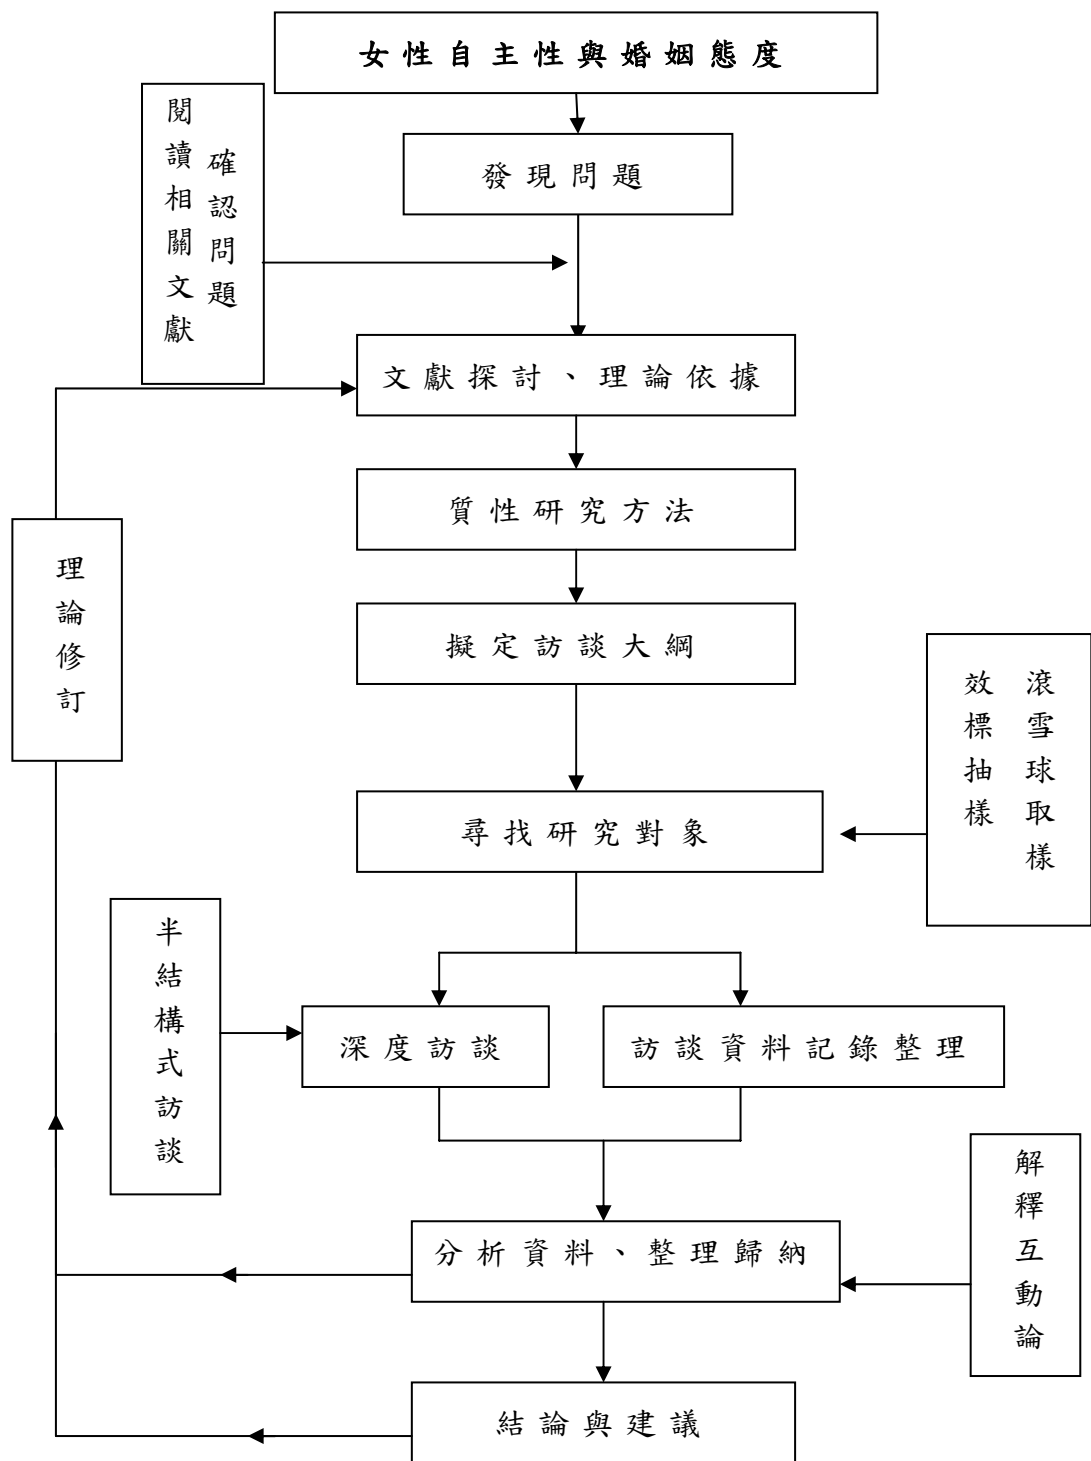 女性自主性與婚姻態度
發現問題
閱讀相關文獻
確認問題
文獻探討、理論依據
質性研究方法
理論修訂
擬定訪談大綱
效標抽樣
滾雪球取樣
尋找研究對象
半結構式訪談
深度訪談
訪談資料記錄整理
分析資料、整理歸納
解釋互動論
結論與建議